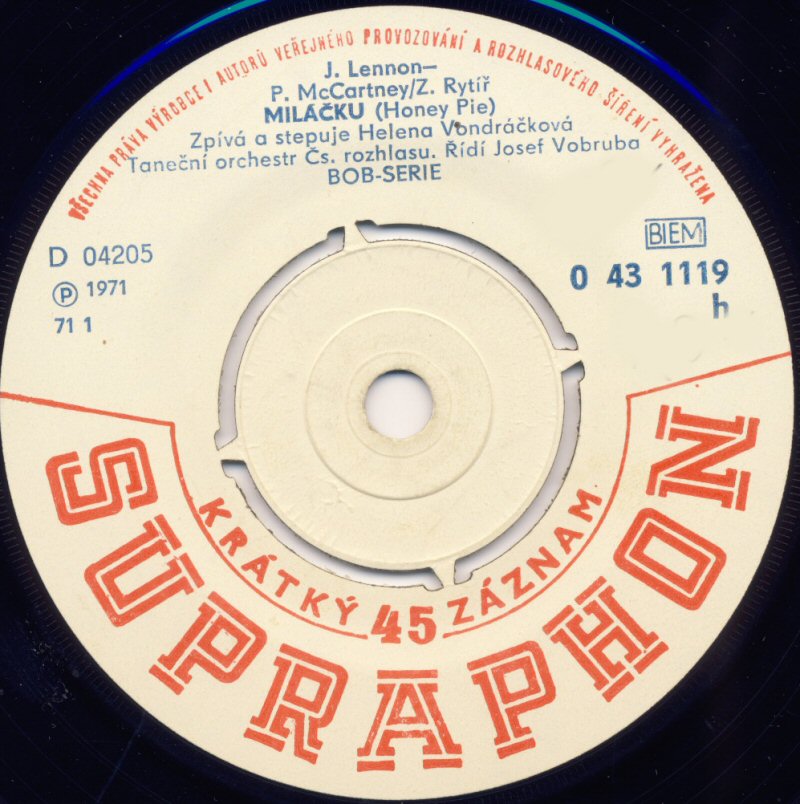 VŠECHNA PRÁVA VÝROBCE I AUTORŮ VEŘEJNÉHO PROVOZOVÁNÍ A ROZHLASOVÉHO ŠÍŘENÍ VYHRAŽENA
J. Lennon—
P. McCartney/Z. Rytíř
MILÁČKU (Honey Pie)
Zpívá a stepuje Helena Vondráčková
Taneční orchestr Čs. rozhlasu. Řídí Josef Vobruba
BOB-SERIE
D 04205
Ⓟ 1971
71 1
BIEM
0 43 1119
h
KRÁTKÝ 45 ZÁZNAM
SUPRAPHON